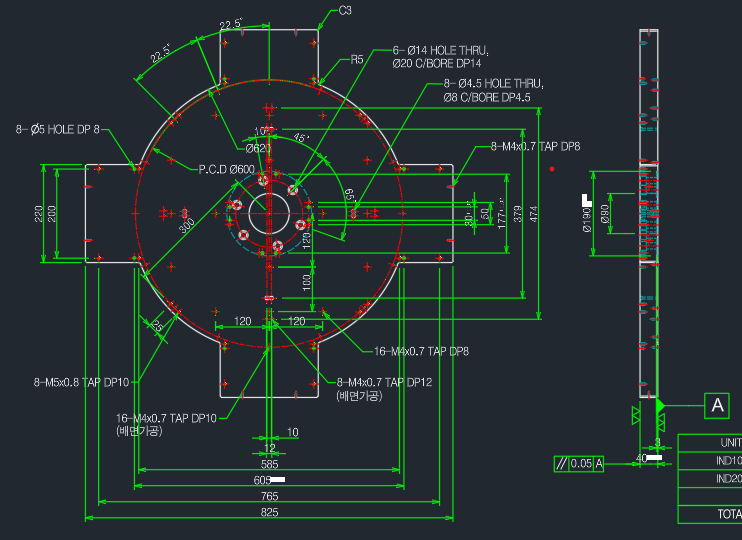 C3
22.5°
22.5°
6- Ø14 HOLE THRU,
Ø20 C/BORE DP14
R5
8- Ø4.5 HOLE THRU,
Ø8 C/BORE DP4.5
8- Ø5 HOLE DP 8
Ø620
45°
8-M4x0.7 TAP DP8
P.C.D Ø600
65°
220
200
300
120
100
30
50
177
379
474
Ø190
Ø90
120
120
25
16-M4x0.7 TAP DP8
8-M5x0.8 TAP DP10
8-M4x0.7 TAP DP12
(배면가공)
16-M4x0.7 TAP DP10
(배면가공)
10
12
585
605
765
825
A
// 0.05 A
40
3
UNIT
IND10
IND20
TOTA